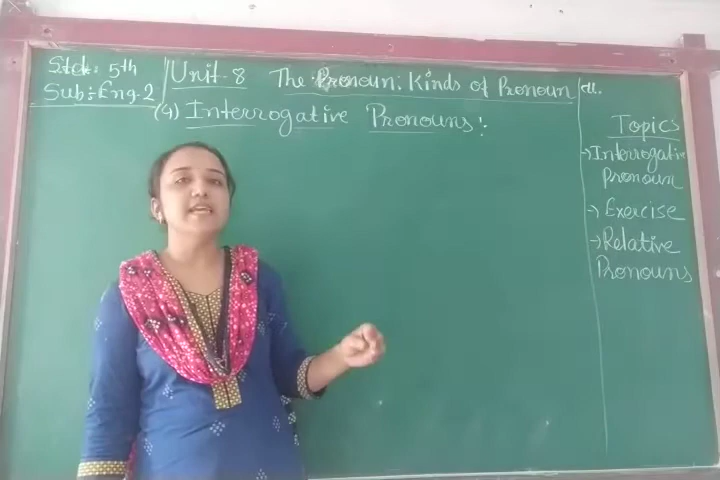 Std: 5th
Sub:- Eng-2
Unit-8 The Pronoun: Kinds of Pronoun
(4) Interrogative Pronouns:-
Topics
→Interrogative
Pronoun
→ Exercise
→ Relative
Pronouns